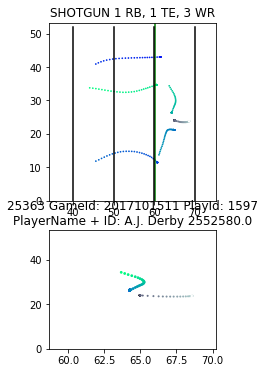 SHOTGUN 1 RB, 1 TE, 3 WR
50
40
30
20
10
0
40 50 60 70
25363 GameId: 2017101511 PlayId: 1597
PlayerName + ID: A.J. Derby 2552580.0
40
20
0
60.0 62.5 65.0 67.5 70.0